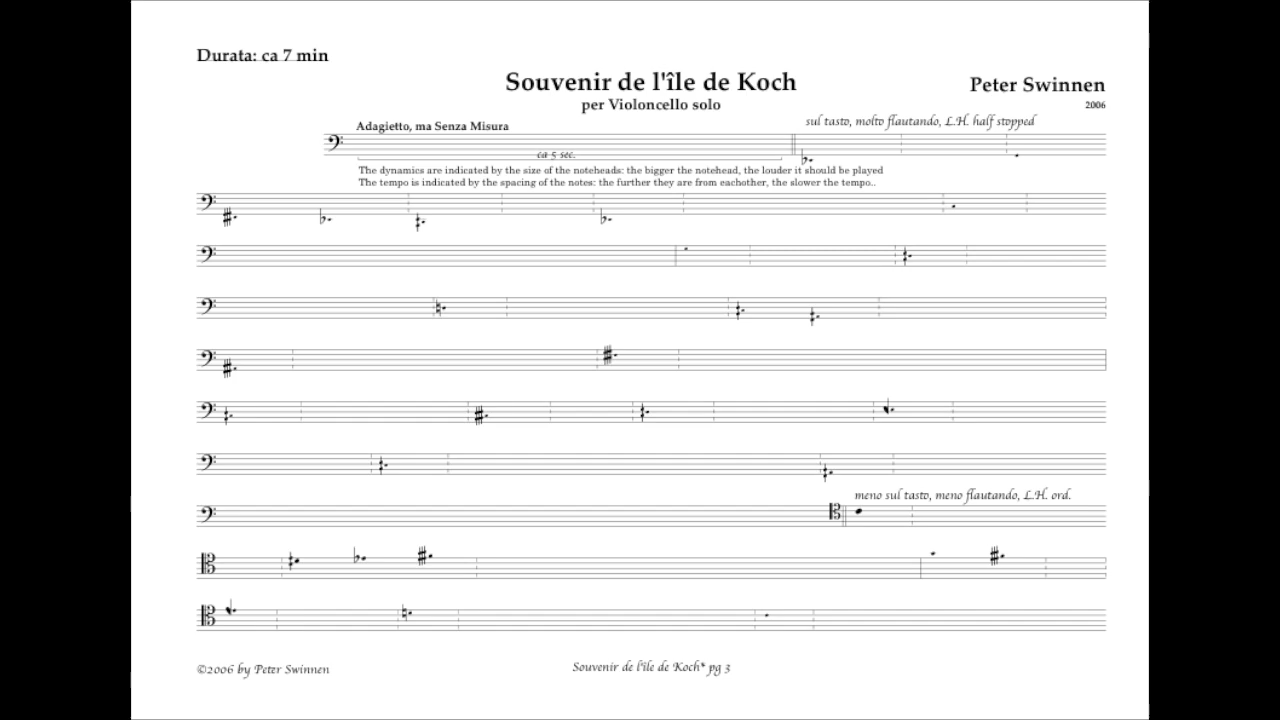 Durata: ca 7 min
Souvenir de l'île de Koch
Peter Swinnen
per Violoncello solo
2006
Adagietto, ma Senza Misura
sul tasto, molto flautando, L.H. half stopped
ca 5 sec.
The dynamics are indicated by the size of the noteheads: the bigger the notehead, the louder it should be played
The tempo is indicated by the spacing of the notes: the further they are from eachother, the slower the tempo..
meno sul tasto, meno flautando, L.H. ord.
©2006 by Peter Swinnen
Souvenir de l'île de Koch* pg 3